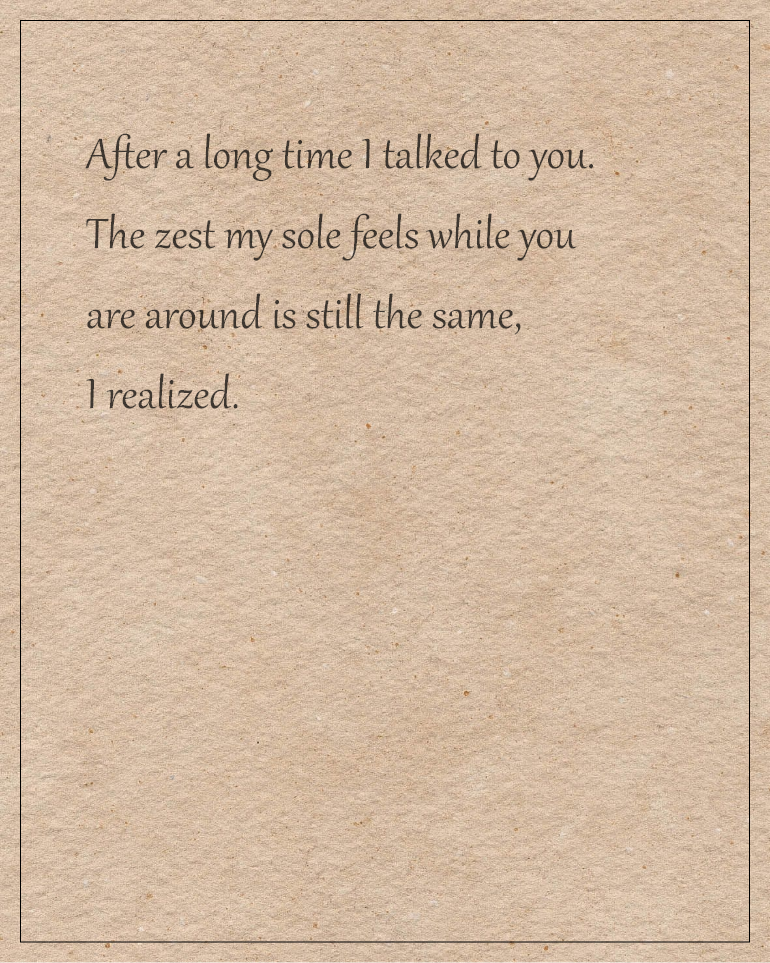 After a long time I talked to you.
The zest my sole feels while you
are around is still the same,
I realized.